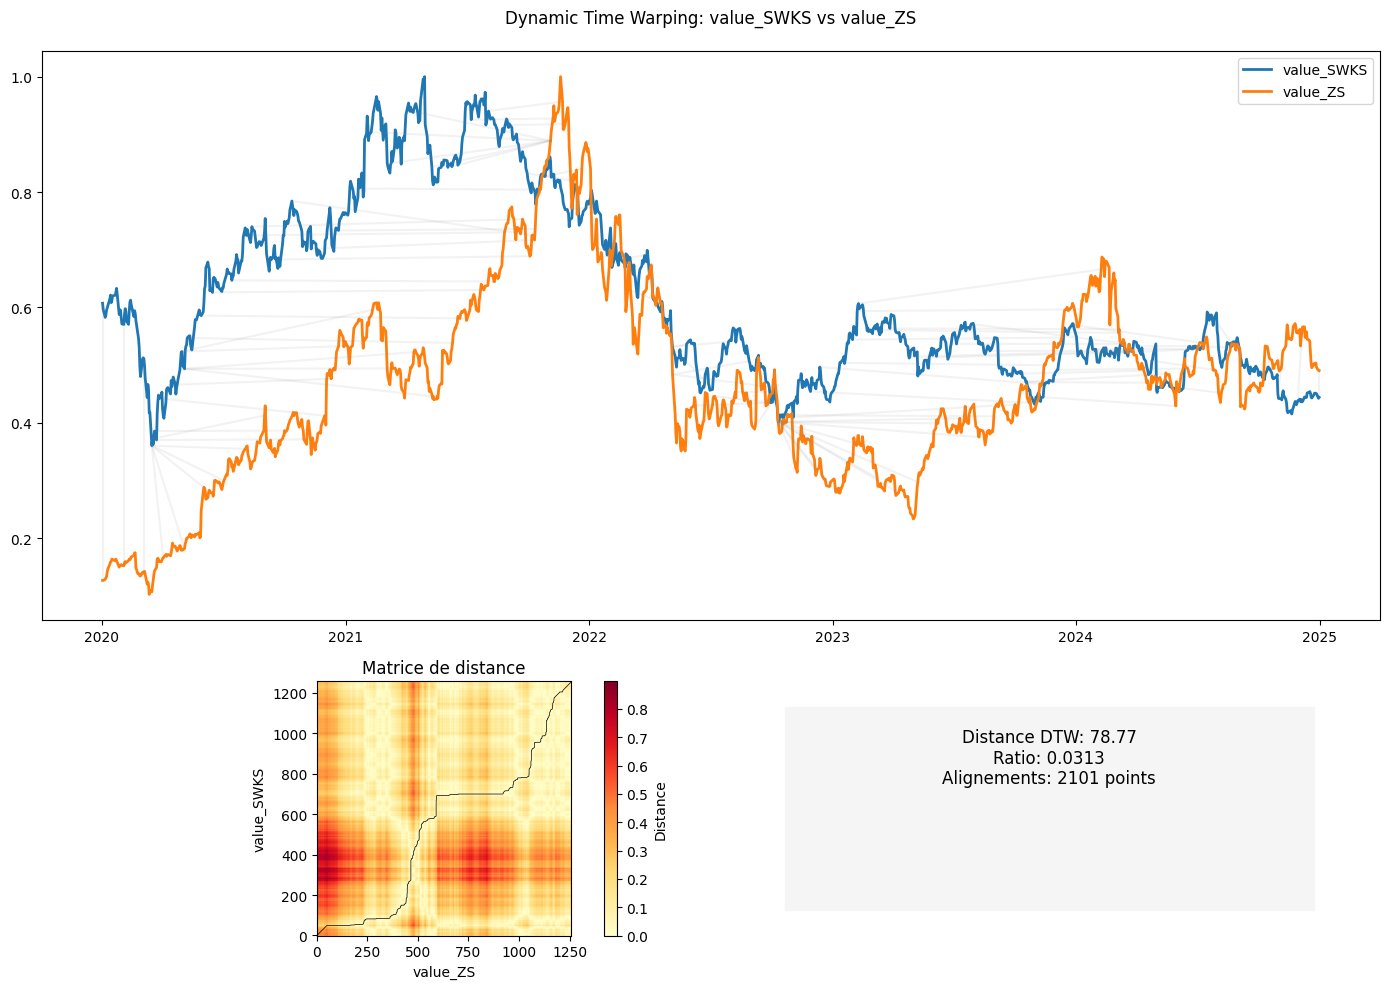 Dynamic Time Warping: value_SWKS vs value_ZS
value_SWKS
value_ZS
1.0
0.8
0.6
0.4
0.2
2020 2021 2022 2023 2024 2025
Matrice de distance
value_SWKS
1200
1000
800
600
400
200
0
0 250 500 750 1000 1250
value_ZS
0.8
0.7
0.6
0.5
0.4
0.3
0.2
0.1
0.0
Distance
Distance DTW: 78.77
Ratio: 0.0313
Alignements: 2101 points